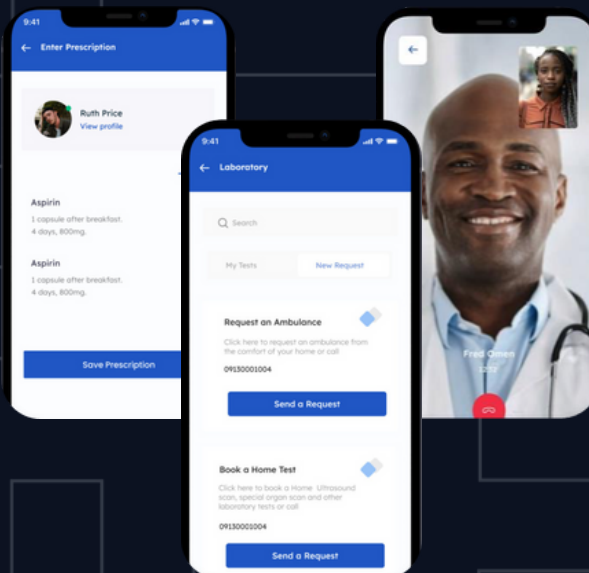 9:41
Enter Prescription
Ruth Price
View profile
Aspirin
1 capsule after breakfast.
4 days, 800mg.
Aspirin
1 capsule after breakfast.
4 days, 800mg.
Save Prescription
9:41
Laboratory
Search
My Tests
New Request
Request an Ambulance
Click here to request an ambulance from
the comfort of your home or call
09130001004
Send a Request
Book a Home Test
Click here to book a Home Ultrasound
scan, special organ scan and other
laboratory tests or call
09130001004
Send a Request
Fred Omen